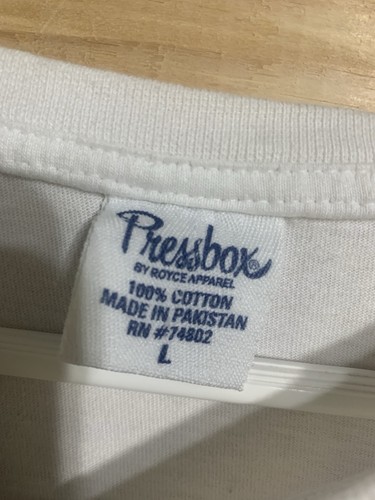 Pressbox®
BY ROYCE APPAREL
100% COTTON
MADE IN PAKISTAN
RN #74802
L